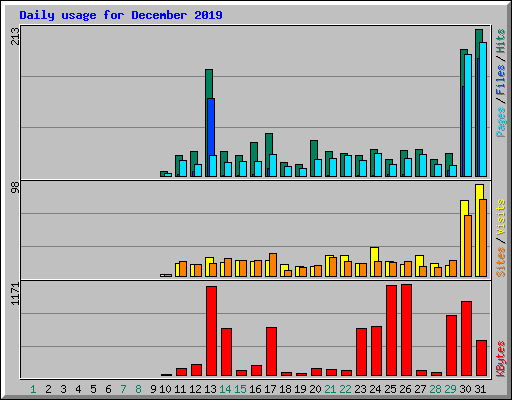 Daily usage for December 2019
213
Pages / Files / Hits
98
Sites / Visits
1171
KBytes
1 2 3 4 5 6 7 8 9 10 11 12 13 14 15 16 17 18 19 20 21 22 23 24 25 26 27 28 29 30 31